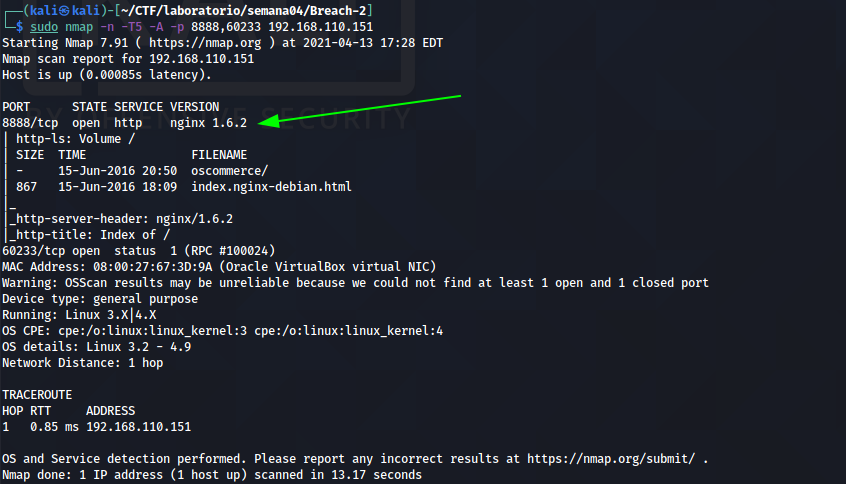 (kali㉿kali)-[~/CTF/laboratorio/semana04/Breach-2]
$ sudo nmap -n -T5 -A -p 8888,60233 192.168.110.151
Starting Nmap 7.91 ( https://nmap.org ) at 2021-04-13 17:28 EDT
Nmap scan report for 192.168.110.151
Host is up (0.00085s latency).

PORT      STATE SERVICE VERSION
8888/tcp  open  http    nginx 1.6.2
| http-ls: Volume /
| SIZE  TIME               FILENAME
| -     15-Jun-2016 20:50  oscommerce/
| 867   15-Jun-2016 18:09  index.nginx-debian.html
|_
|_http-server-header: nginx/1.6.2
|_http-title: Index of /
60233/tcp open  status  1 (RPC #100024)
MAC Address: 08:00:27:67:3D:9A (Oracle VirtualBox virtual NIC)
Warning: OSScan results may be unreliable because we could not find at least 1 open and 1 closed port
Device type: general purpose
Running: Linux 3.X|4.X
OS CPE: cpe:/o:linux:linux_kernel:3 cpe:/o:linux:linux_kernel:4
OS details: Linux 3.2 - 4.9
Network Distance: 1 hop

TRACEROUTE
HOP RTT     ADDRESS
1   0.85 ms 192.168.110.151

OS and Service detection performed. Please report any incorrect results at https://nmap.org/submit/ .
Nmap done: 1 IP address (1 host up) scanned in 13.17 seconds